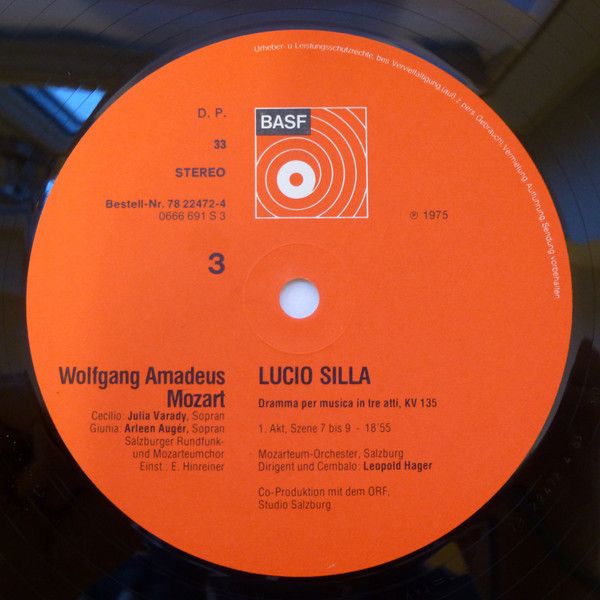 Urheber- u. Leistungsschutzrechte, bes. Vervielfältigung (auß. z. pers. Gebrauch), Vermietung, Aufführung, Sendung vorbehalten.
D. P.
BASF
33
STEREO
Bestell-Nr. 78 22472-4
0666 691 S 3
℗ 1975
3
Wolfgang Amadeus
Mozart
Cecilio: Julia Varady, Sopran
Giunia: Arleen Augér, Sopran
Salzburger Rundfunk-
und Mozarteumchor
Einst.: E. Hinreiner
LUCIO SILLA
Dramma per musica in tre atti, KV 135
1. Akt, Szene 7 bis 9 - 18'55
Mozarteum-Orchester, Salzburg
Dirigent und Cembalo: Leopold Hager
Co-Produktion mit dem ORF,
Studio Salzburg